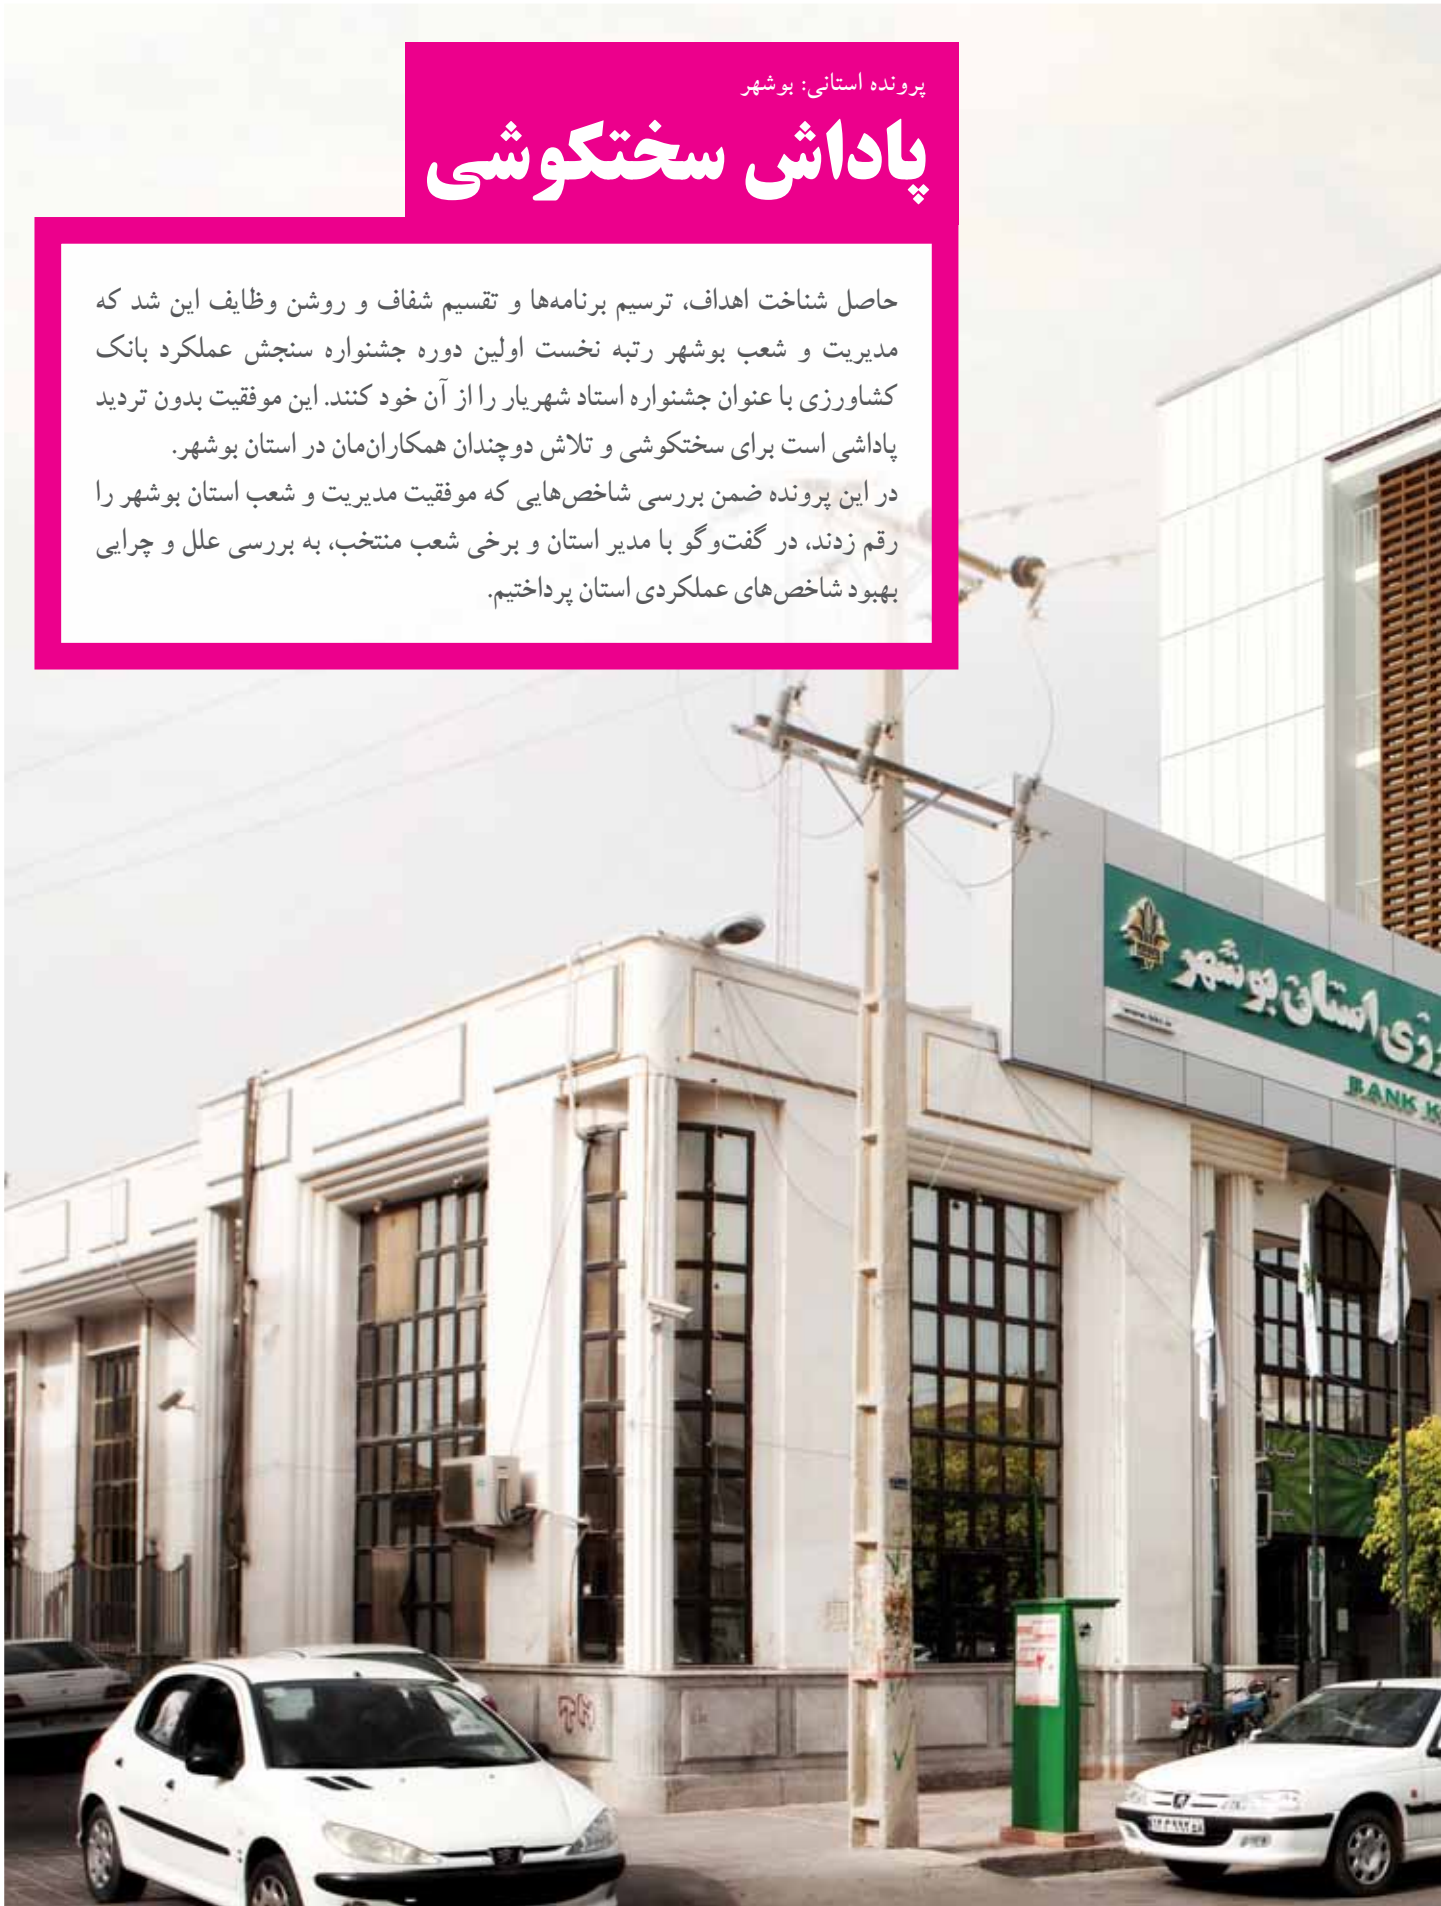 پرونده استانی: بوشهر
پاداش سختکوشی
حاصل شناخت اهداف، ترسیم برنامه‌ها و تقسیم شفاف و روشن وظایف این شد که
مدیریت و شعب بوشهر رتبه نخست اولین دوره جشنواره سنجش عملکرد بانک
کشاورزی با عنوان جشنواره استاد شهریار را از آن خود کنند. این موفقیت بدون تردید
پاداشی است برای سختکوشی و تلاش دوچندان همکاران‌مان در استان بوشهر.
در این پرونده ضمن بررسی شاخص‌هایی که موفقیت مدیریت و شعب استان بوشهر را
رقم زدند، در گفت‌وگو با مدیر استان و برخی شعب منتخب، به بررسی علل و چرایی
بهبود شاخص‌های عملکردی استان پرداختیم.
رزی استان بوشهر
BANK K